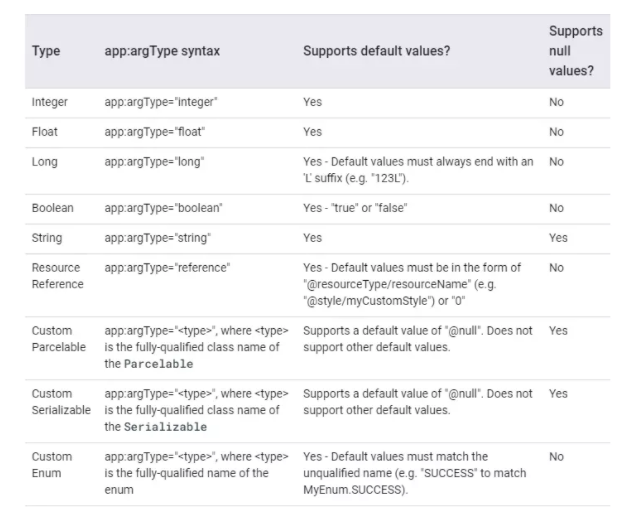 Type app:argType syntax Supports default values? Supports
null
values?
Integer app:argType="integer" Yes No
Float app:argType="float" Yes No
Long app:argType="long" Yes - Default values must always end with an No
'L' suffix (e.g. "123L").
Boolean app:argType="boolean" Yes - "true" or "false" No
String app:argType="string" Yes Yes
Resource app:argType="reference" Yes - Default values must be in the form of No
Reference "@resourceType/resourceName" (e.g.
"@style/myCustomStyle") or "0"
Custom app:argType="<type>", where <type> Supports a default value of "@null". Does not Yes
Parcelable is the fully-qualified class name of support other default values.
the Parcelable
Custom app:argType="<type>", where <type> Supports a default value of "@null". Does not Yes
Serializable is the fully-qualified class name of support other default values.
the Serializable
Custom app:argType="<type>", where <type> Yes - Default values must match the No
Enum is the fully-qualified name of the unqualified name (e.g. "SUCCESS" to match
enum MyEnum.SUCCESS).